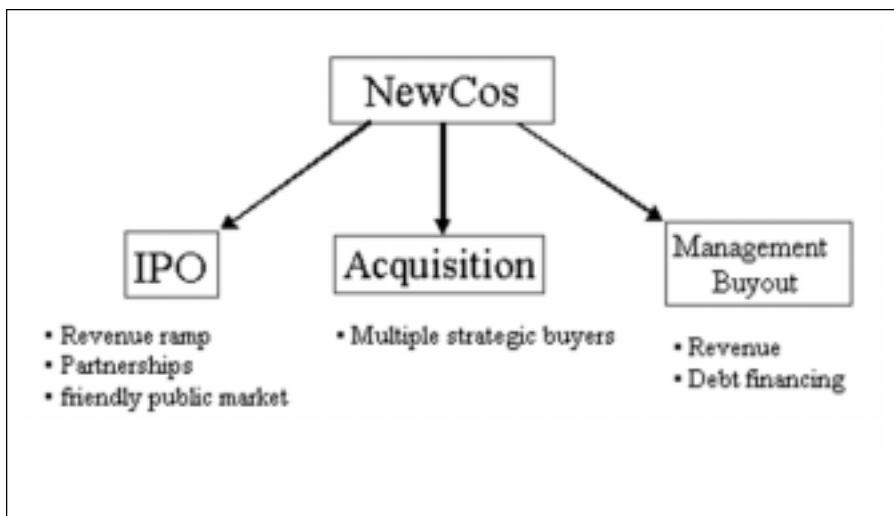 NewCos
IPO
Acquisition
Management
Buyout
▪ Revenue ramp
▪ Partnerships
▪ friendly public market
▪ Multiple strategic buyers
▪ Revenue
▪ Debt financing